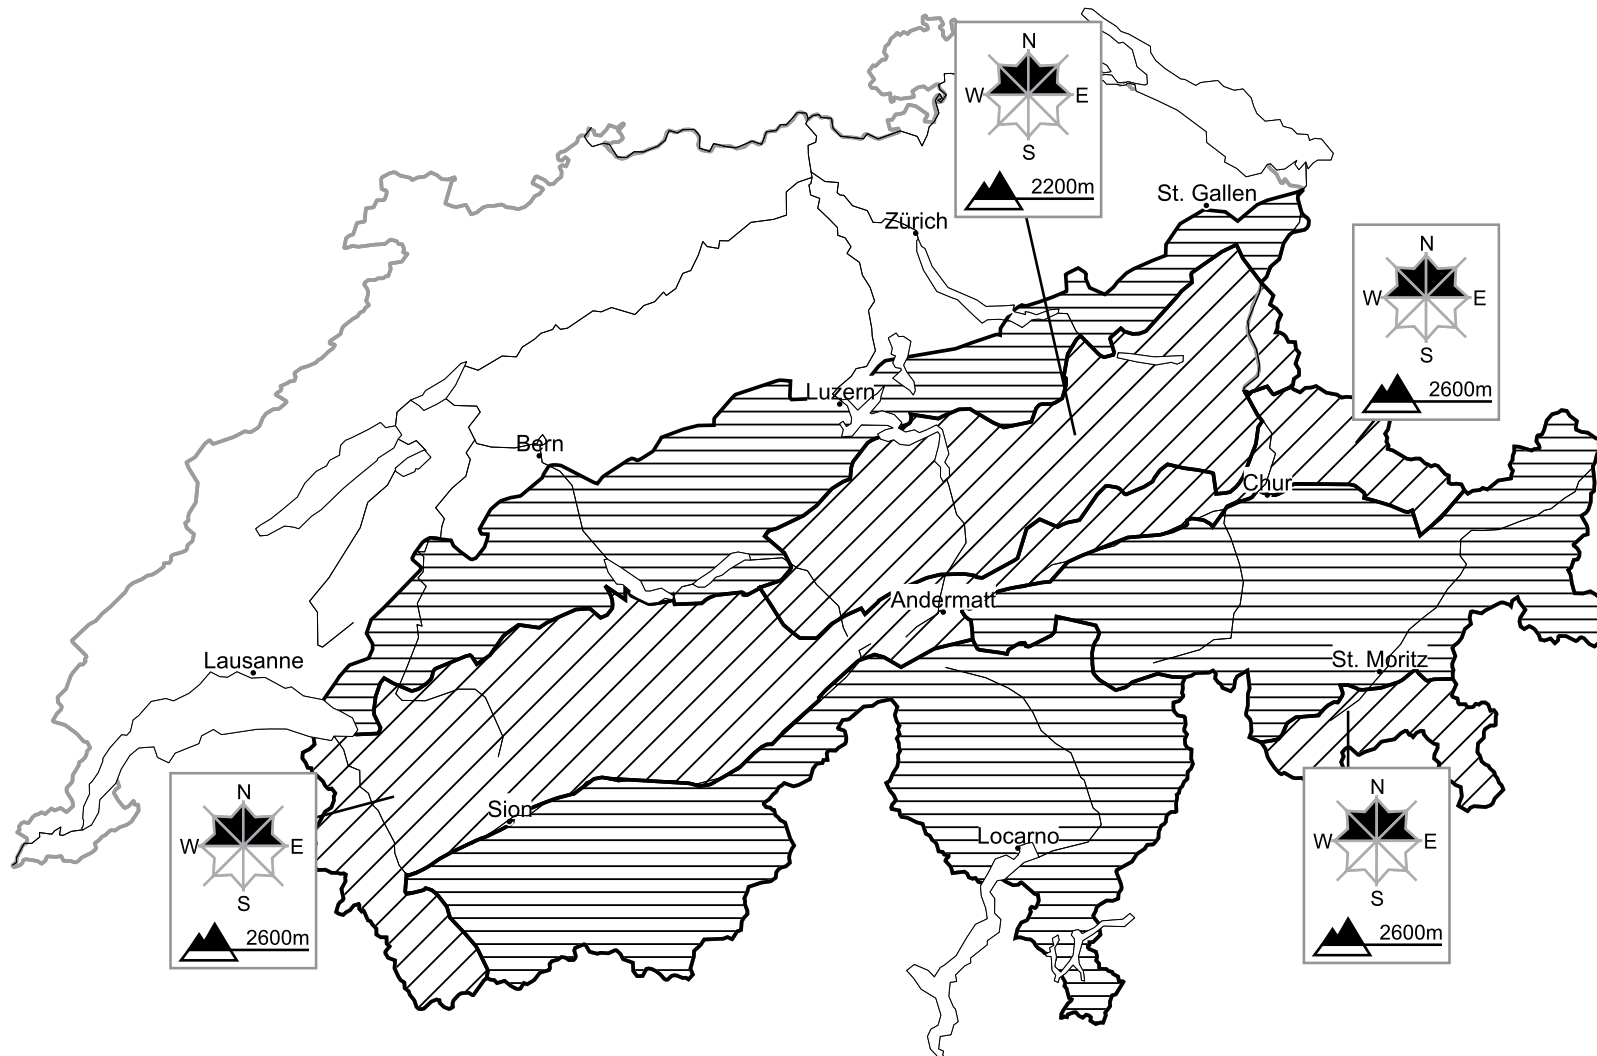 N
W E
S
2200m
St. Gallen
Zürich
N
W E
S
2600m
Luzern
Bern
Chur
Andermatt
Lausanne
St. Moritz
N
W E
S
2600m
Sion
Locarno
N
W E
S
2600m